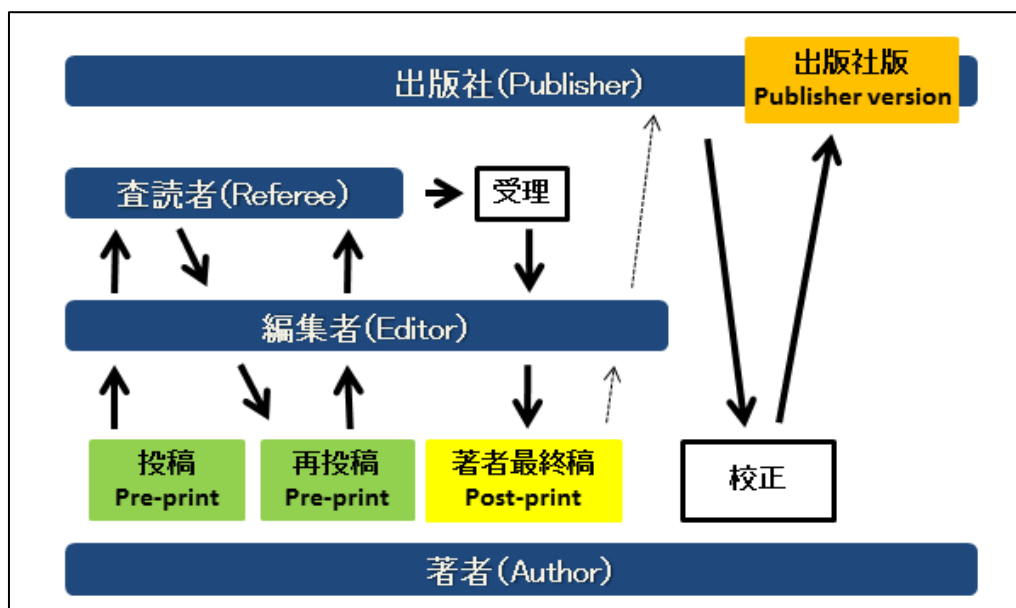 出版社(Publisher)
出版社版
Publisher version
査読者(Referee)
受理
編集者(Editor)
投稿
Pre-print
再投稿
Pre-print
著者最終稿
Post-print
校正
著者(Author)